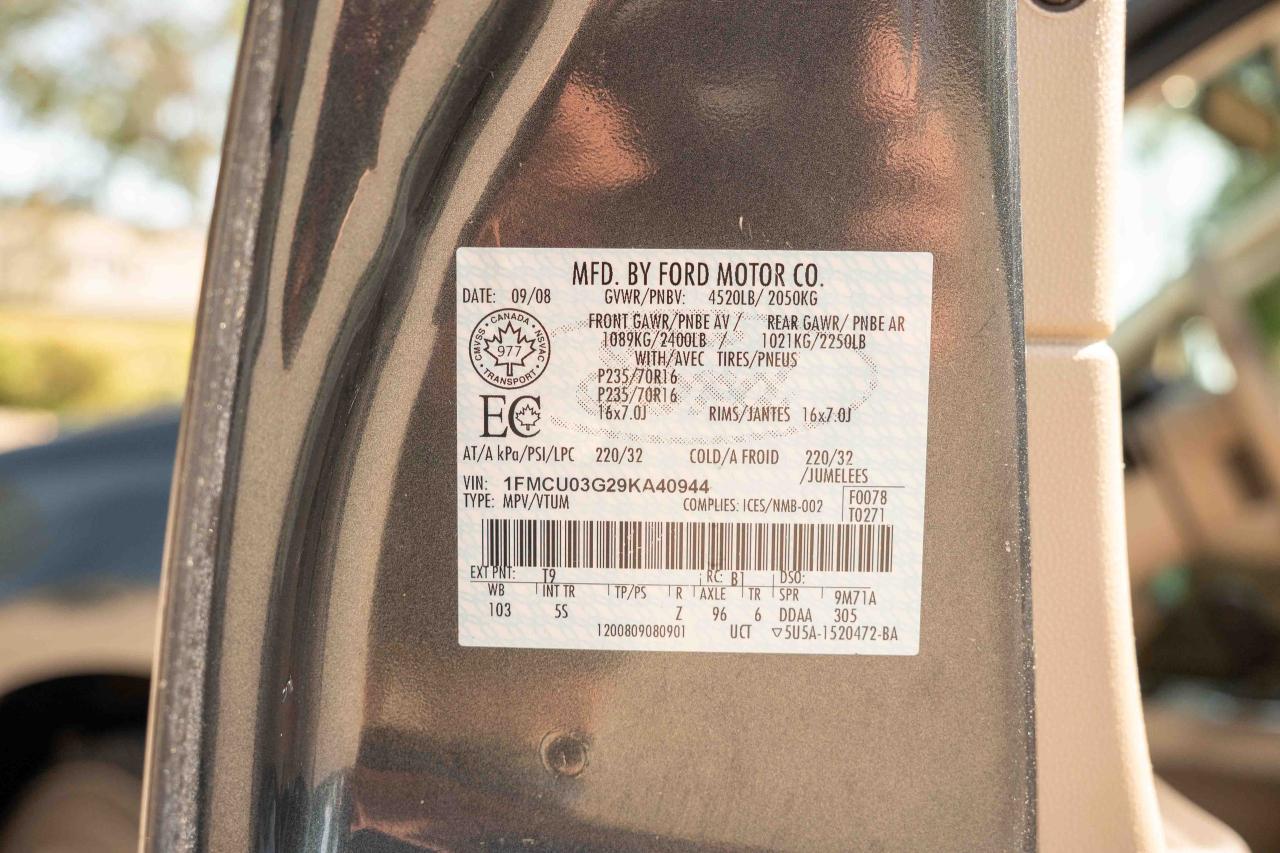 MFD. BY FORD MOTOR CO.
DATE: 09/08 GVWR/PNBV: 4520LB/ 2050KG
FRONT GAWR/PNBE AV / REAR GAWR/ PNBE AR
1089KG/2400LB / 1021KG/2250LB
WITH/AVEC TIRES/PNEUS
CANADA CMVSS NSVAC 977 TRANSPORT
P235/70R16
P235/70R16
EC 16x7.0J RIMS/JANTES 16x7.0J
AT/A kPa/PSI/LPC 220/32 COLD/A FROID 220/32
/JUMELEES
VIN: 1FMCU03G29KA40944
TYPE: MPV/VTUM COMPLIES: ICES/NMB-002 F0078
T0271
EXT PNT: T9 RC: B1 DSO:
WB INT TR TP/PS R AXLE TR SPR 9M71A
103 5S Z 96 6 DDAA 305
1200809080901 UCT ▽5U5A-1520472-BA